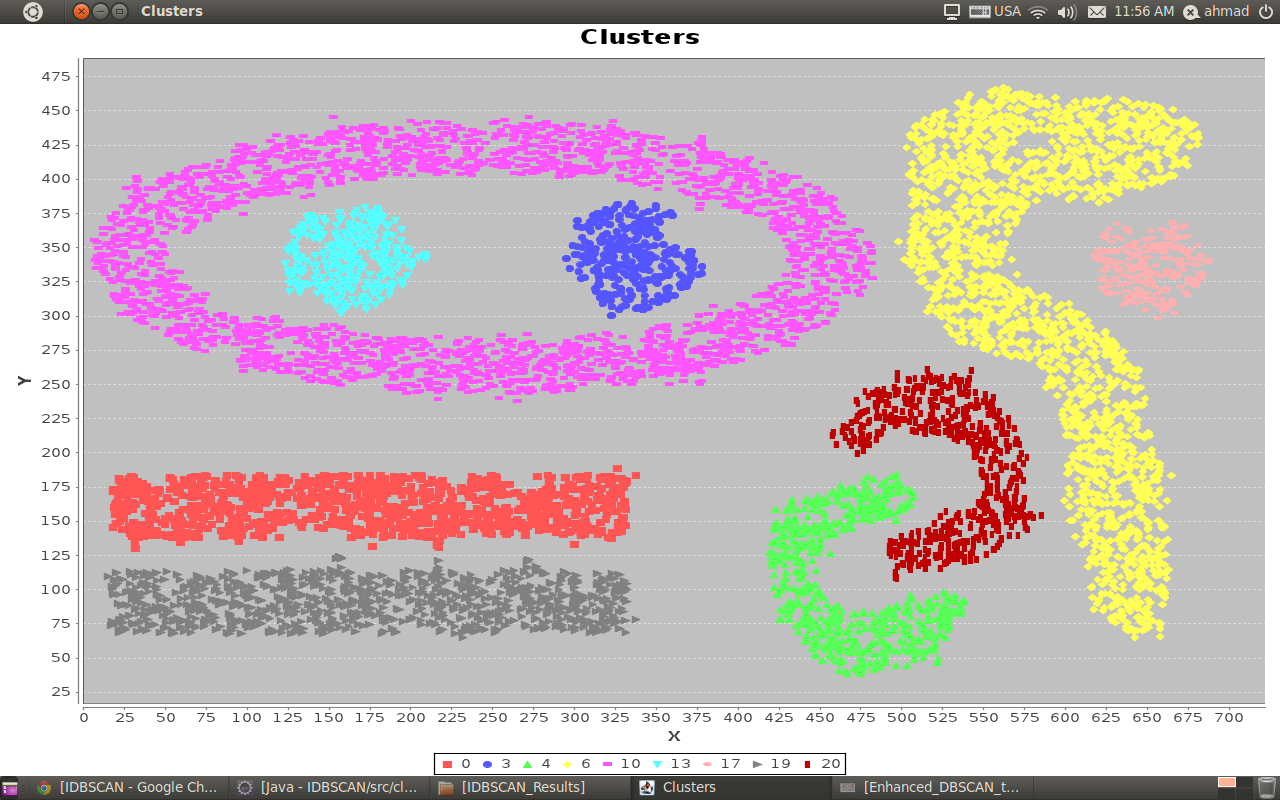 Clusters USA 11:56 AM ahmad
Clusters
475
450
425
400
375
350
325
300
275
250
225
200
175
150
125
100
75
50
25
Y
0 25 50 75 100 125 150 175 200 225 250 275 300 325 350 375 400 425 450 475 500 525 550 575 600 625 650 675 700
X
0 3 4 6 10 13 17 19 20
[IDBSCAN - Google Ch... [Java - IDBSCAN/src/cl... [IDBSCAN_Results] Clusters [Enhanced_DBSCAN_t...